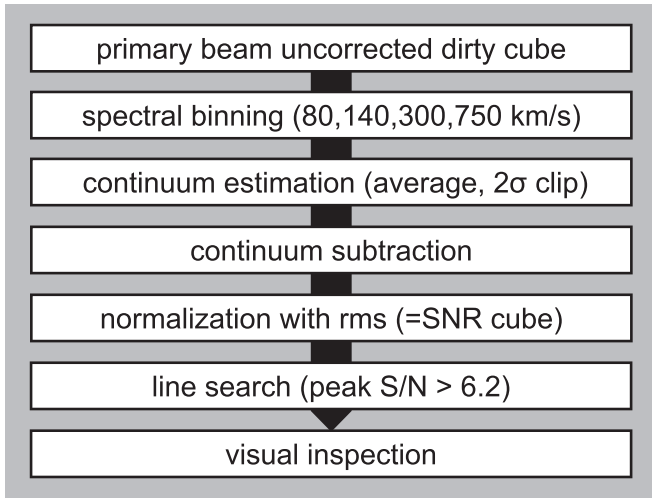 primary beam uncorrected dirty cube
spectral binning (80,140,300,750 km/s)
continuum estimation (average, 2σ clip)
continuum subtraction
normalization with rms (=SNR cube)
line search (peak S/N > 6.2)
visual inspection